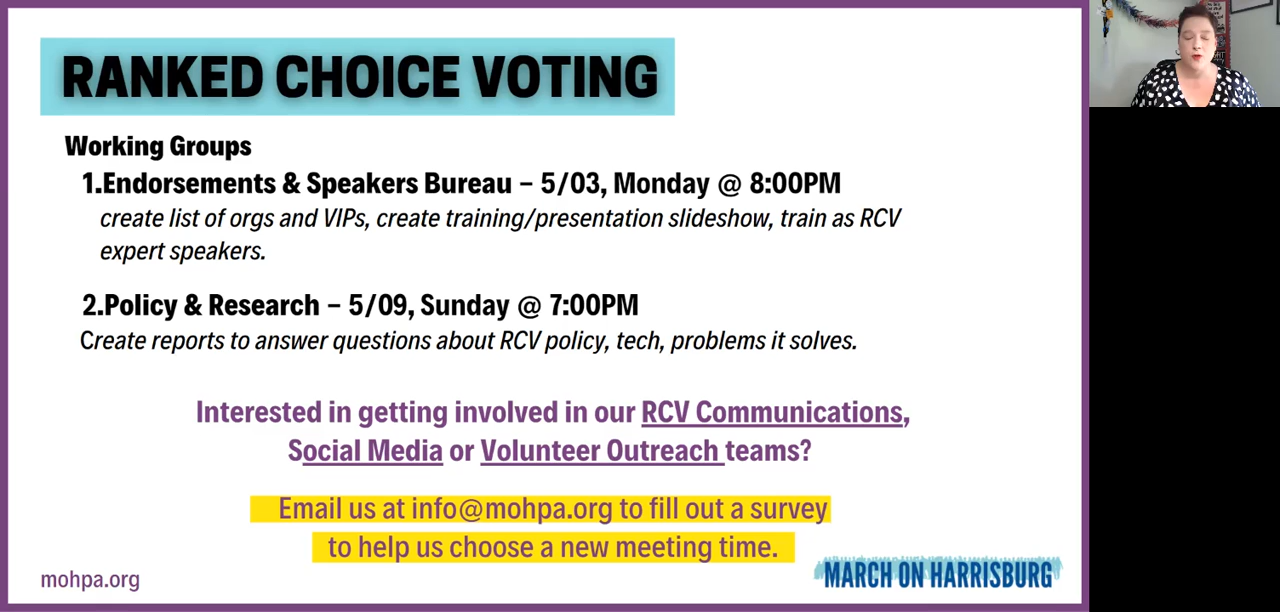 RANKED CHOICE VOTING
Working Groups
1.Endorsements & Speakers Bureau – 5/03, Monday @ 8:00PM
create list of orgs and VIPs, create training/presentation slideshow, train as RCV
expert speakers.
2.Policy & Research – 5/09, Sunday @ 7:00PM
Create reports to answer questions about RCV policy, tech, problems it solves.
Interested in getting involved in our RCV Communications,
Social Media or Volunteer Outreach teams?
Email us at info@mohpa.org to fill out a survey
to help us choose a new meeting time.
mohpa.org
MARCH ON HARRISBURG